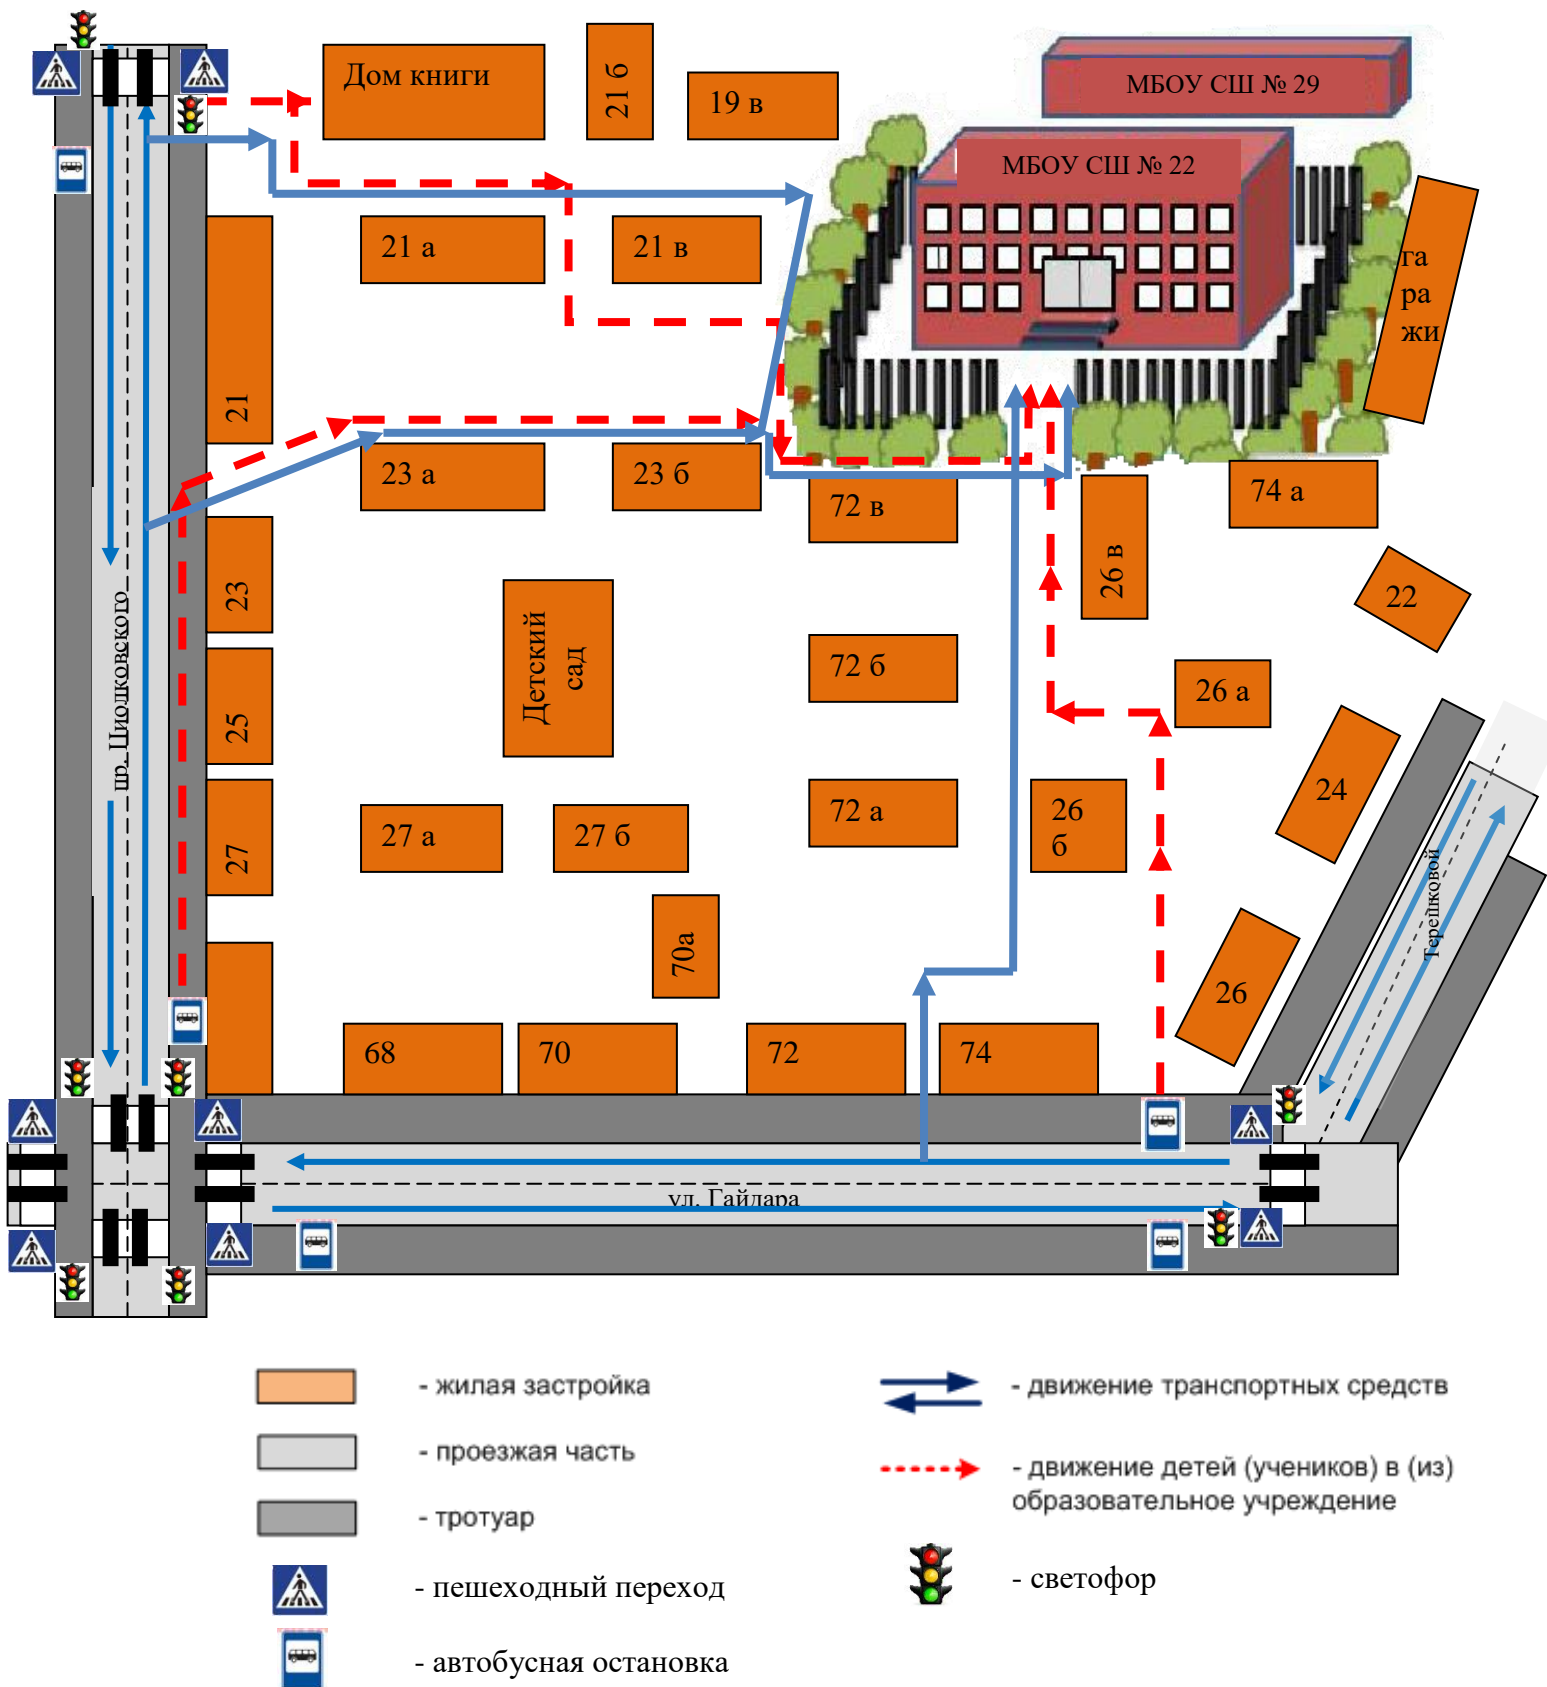 Дом книги
21 б
19 в
МБОУ СШ № 29
МБОУ СШ № 22
га
ра
жи
21 а
21 в
21
23 а
23 б
72 в
26 в
74 а
22
23
Детский
сад
72 б
26 а
пр. Циолковского
25
24
27
27 а
27 б
72 а
26
б
Терешковой
70а
26
68
70
72
74
ул. Гайдара
- жилая застройка
- проезжая часть
- тротуар
- пешеходный переход
- автобусная остановка
- движение транспортных средств
- движение детей (учеников) в (из)
образовательное учреждение
- светофор